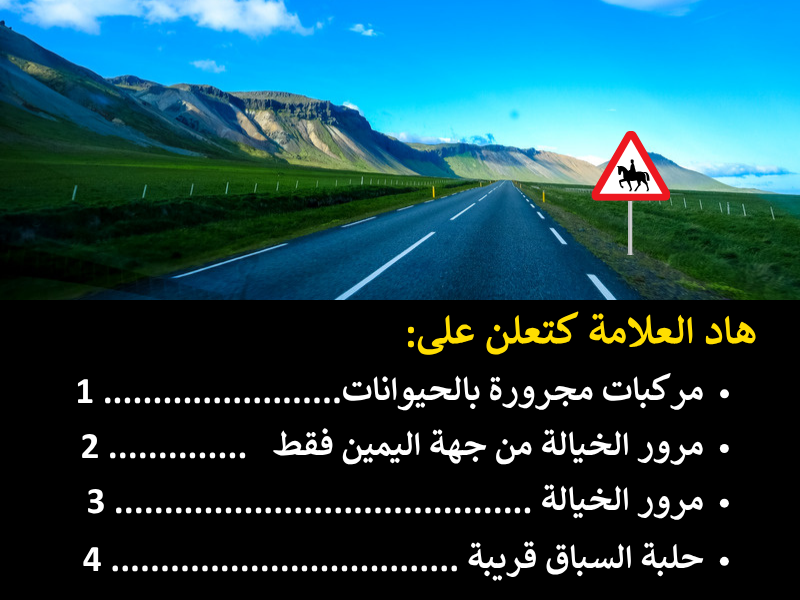 هاد العلامة كتعلن على:
• مركبات مجرورة بالحيوانات........................ 1
• مرور الخيالة من جهة اليمين فقط .............. 2
• مرور الخيالة .......................................... 3
• حلبة السباق قريبة ................................... 4